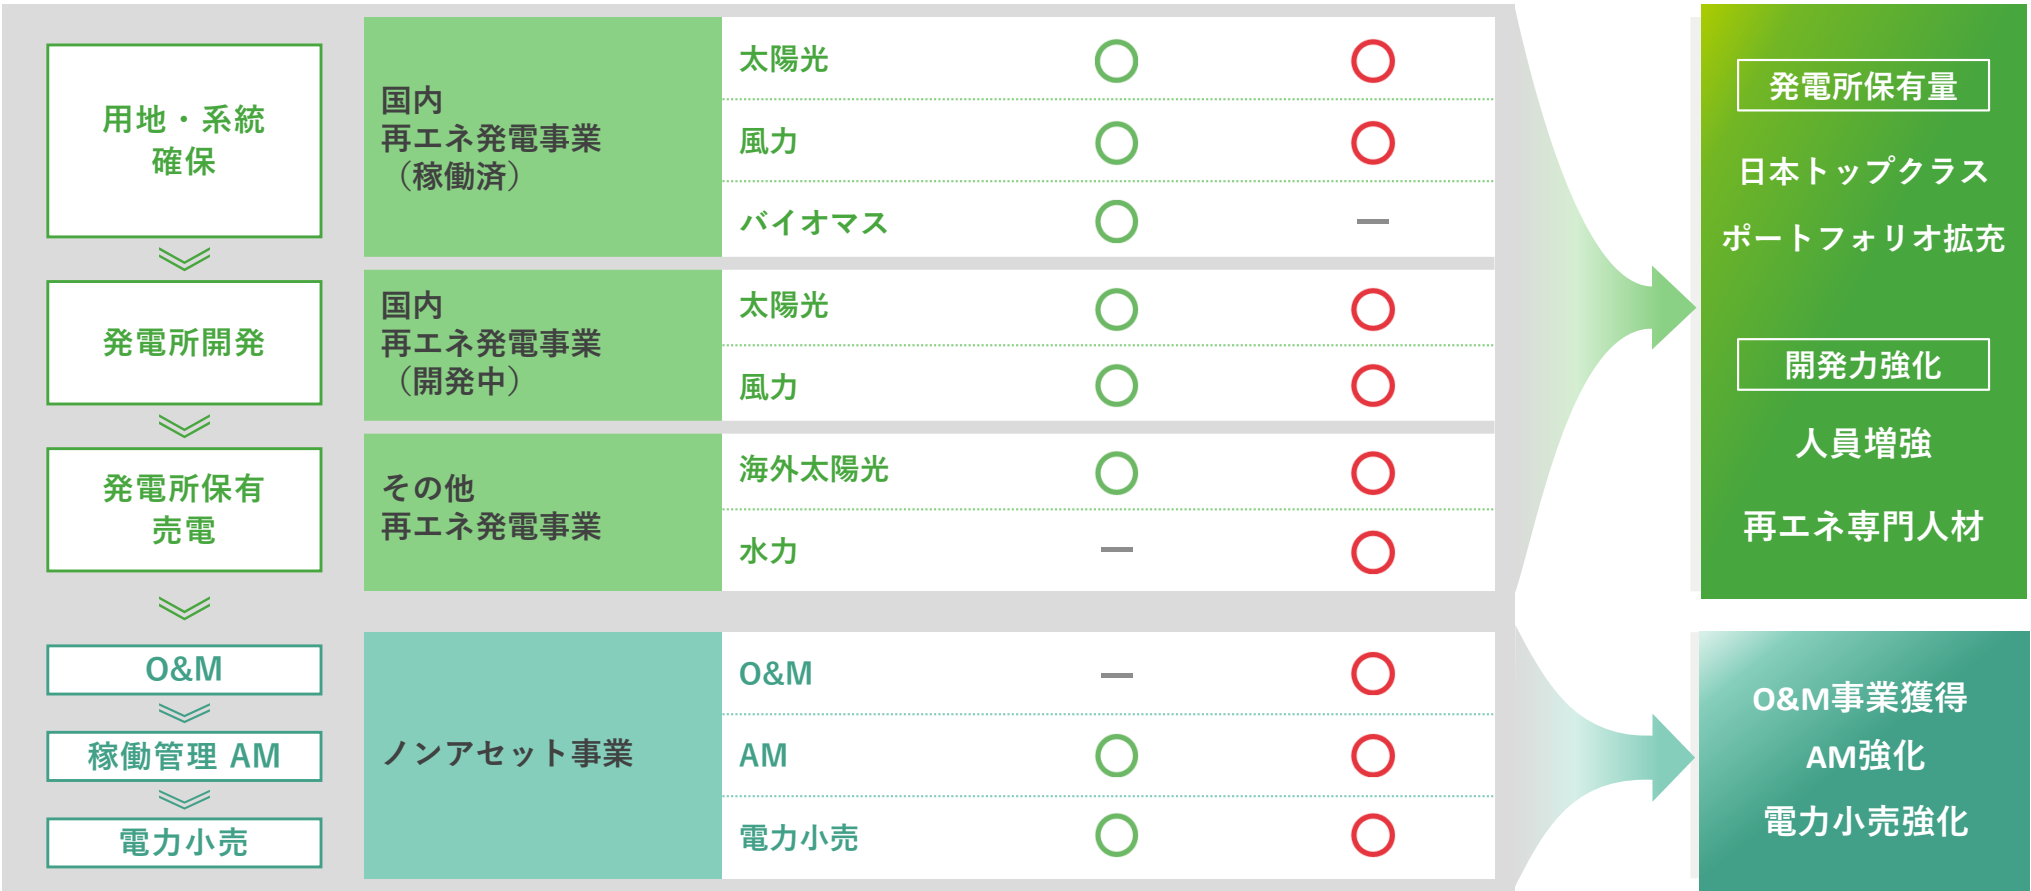 用地・系統
確保
発電所開発
発電所保有
売電
O&M
稼働管理 AM
電力小売
国内
再エネ発電事業
（稼働済）
太陽光
風力
バイオマス
―
国内
再エネ発電事業
（開発中）
太陽光
風力
その他
再エネ発電事業
海外太陽光
水力
―
ノンアセット事業
O&M
―
AM
電力小売
発電所保有量
日本トップクラス
ポートフォリオ拡充
開発力強化
人員増強
再エネ専門人材
O&M事業獲得
AM強化
電力小売強化